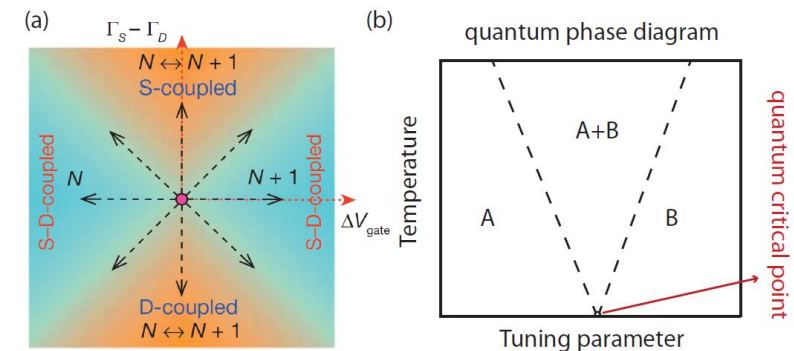 (a)
Γ_S – Γ_D
N ↔ N + 1
S-coupled
S–D-coupled
N
N + 1
S–D-coupled
ΔV_gate
D-coupled
N ↔ N + 1
(b)
quantum phase diagram
Temperature
A+B
A
B
quantum critical point
Tuning parameter